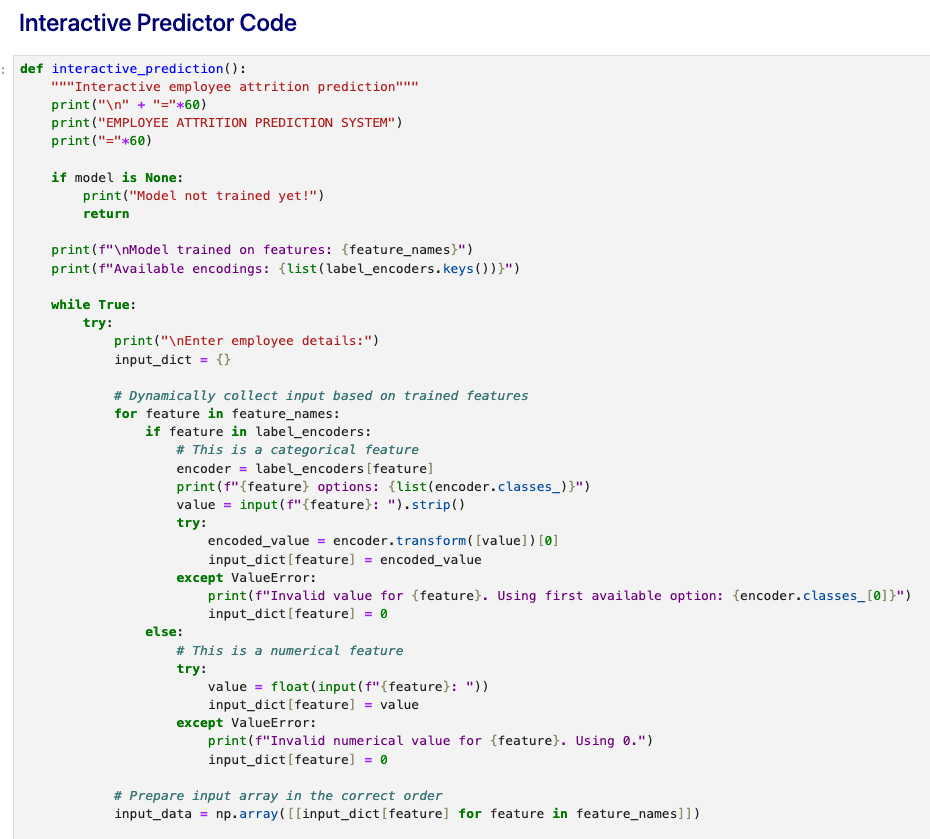 Interactive Predictor Code
:
def interactive_prediction():
    """Interactive employee attrition prediction"""
    print("\n" + "="*60)
    print("EMPLOYEE ATTRITION PREDICTION SYSTEM")
    print("="*60)

    if model is None:
        print("Model not trained yet!")
        return

    print(f"\nModel trained on features: {feature_names}")
    print(f"Available encodings: {list(label_encoders.keys())}")

    while True:
        try:
            print("\nEnter employee details:")
            input_dict = {}

            # Dynamically collect input based on trained features
            for feature in feature_names:
                if feature in label_encoders:
                    # This is a categorical feature
                    encoder = label_encoders[feature]
                    print(f"{feature} options: {list(encoder.classes_)}")
                    value = input(f"{feature}: ").strip()
                    try:
                        encoded_value = encoder.transform([value])[0]
                        input_dict[feature] = encoded_value
                    except ValueError:
                        print(f"Invalid value for {feature}. Using first available option: {encoder.classes_[0]}")
                        input_dict[feature] = 0
                else:
                    # This is a numerical feature
                    try:
                        value = float(input(f"{feature}: "))
                        input_dict[feature] = value
                    except ValueError:
                        print(f"Invalid numerical value for {feature}. Using 0.")
                        input_dict[feature] = 0

            # Prepare input array in the correct order
            input_data = np.array([[input_dict[feature] for feature in feature_names]])